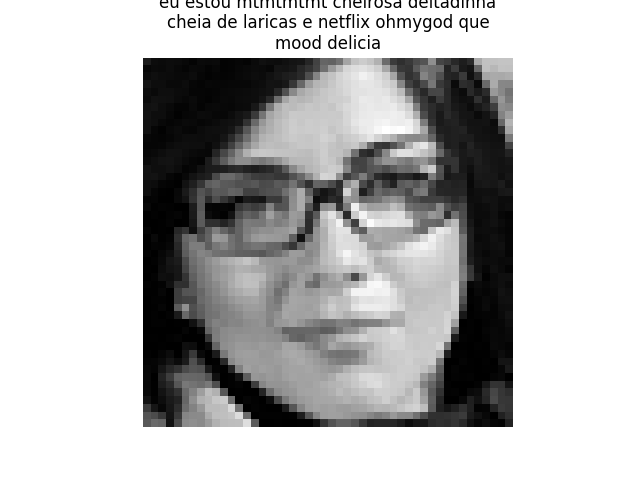 eu estou mtmtmtmt cheirosa deitadinha
cheia de laricas e netflix ohmygod que
mood delicia